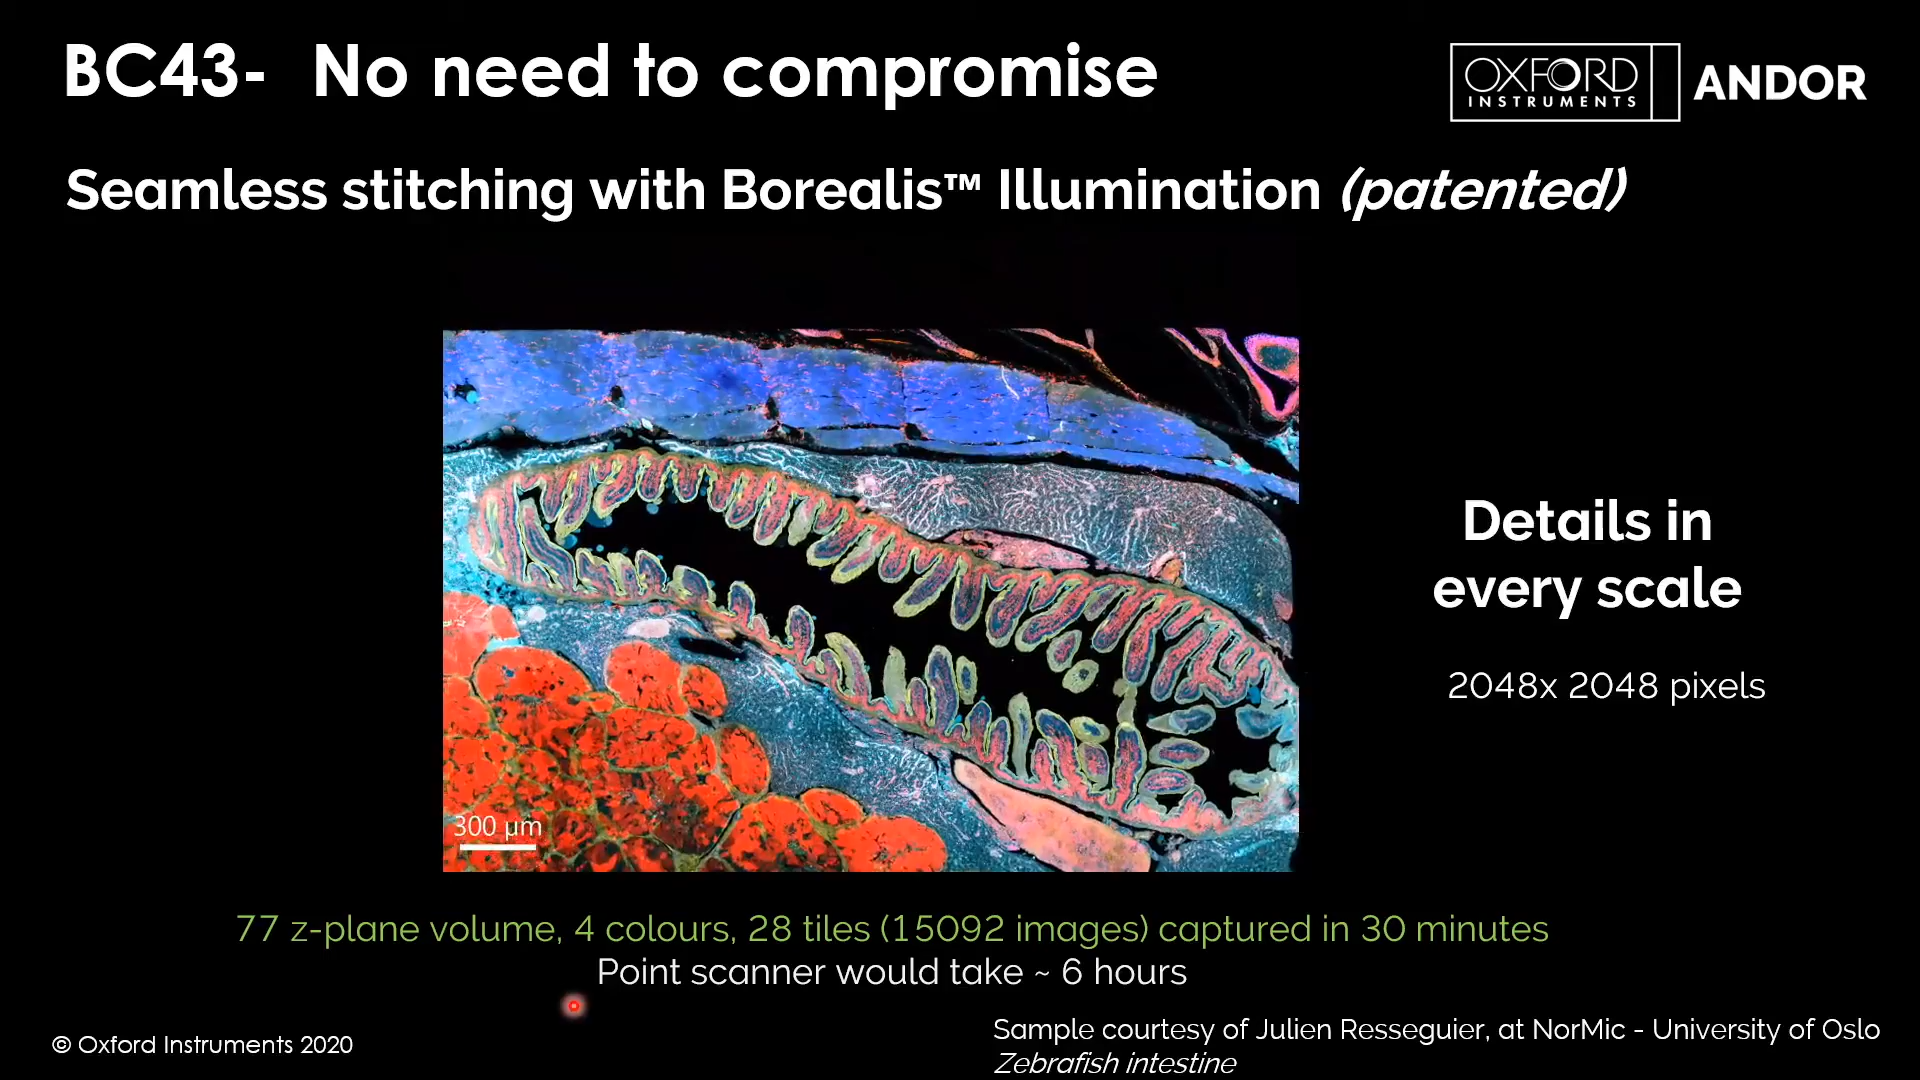 BC43- No need to compromise
OXFORD
INSTRUMENTS
ANDOR
Seamless stitching with Borealis™ Illumination (patented)
Details in
every scale
2048x 2048 pixels
300 µm
77 z-plane volume, 4 colours, 28 tiles (15092 images) captured in 30 minutes
Point scanner would take ~ 6 hours
© Oxford Instruments 2020
Sample courtesy of Julien Resseguier, at NorMic - University of Oslo
Zebrafish intestine